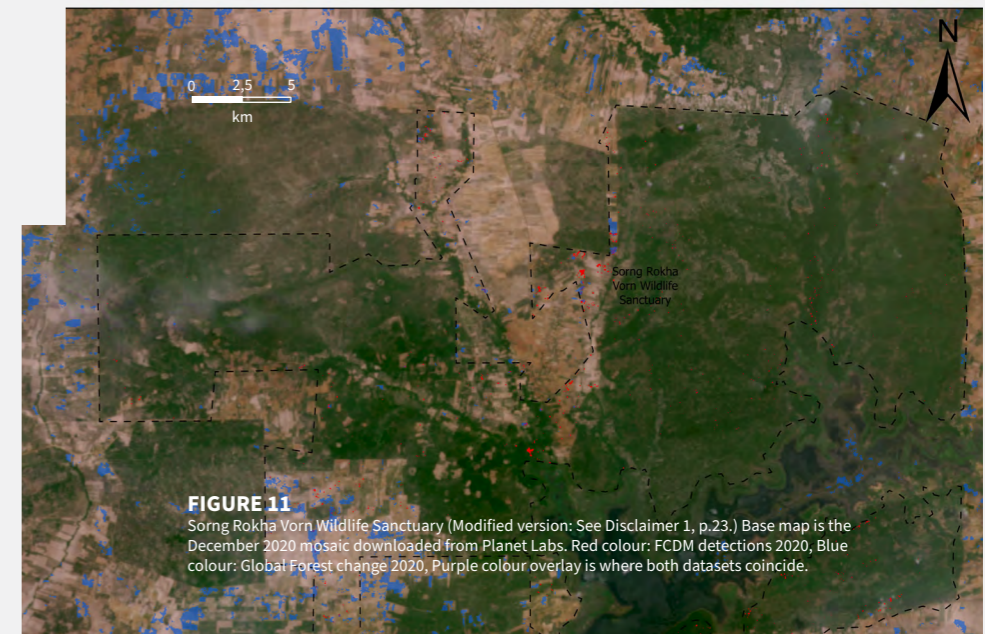 N
0 2,5 5
km
Sorng Rokha
Vorn Wildlife
Sanctuary
FIGURE 11
Sorng Rokha Vorn Wildlife Sanctuary (Modified version: See Disclaimer 1, p.23.) Base map is the
December 2020 mosaic downloaded from Planet Labs. Red colour: FCDM detections 2020, Blue
colour: Global Forest change 2020, Purple colour overlay is where both datasets coincide.